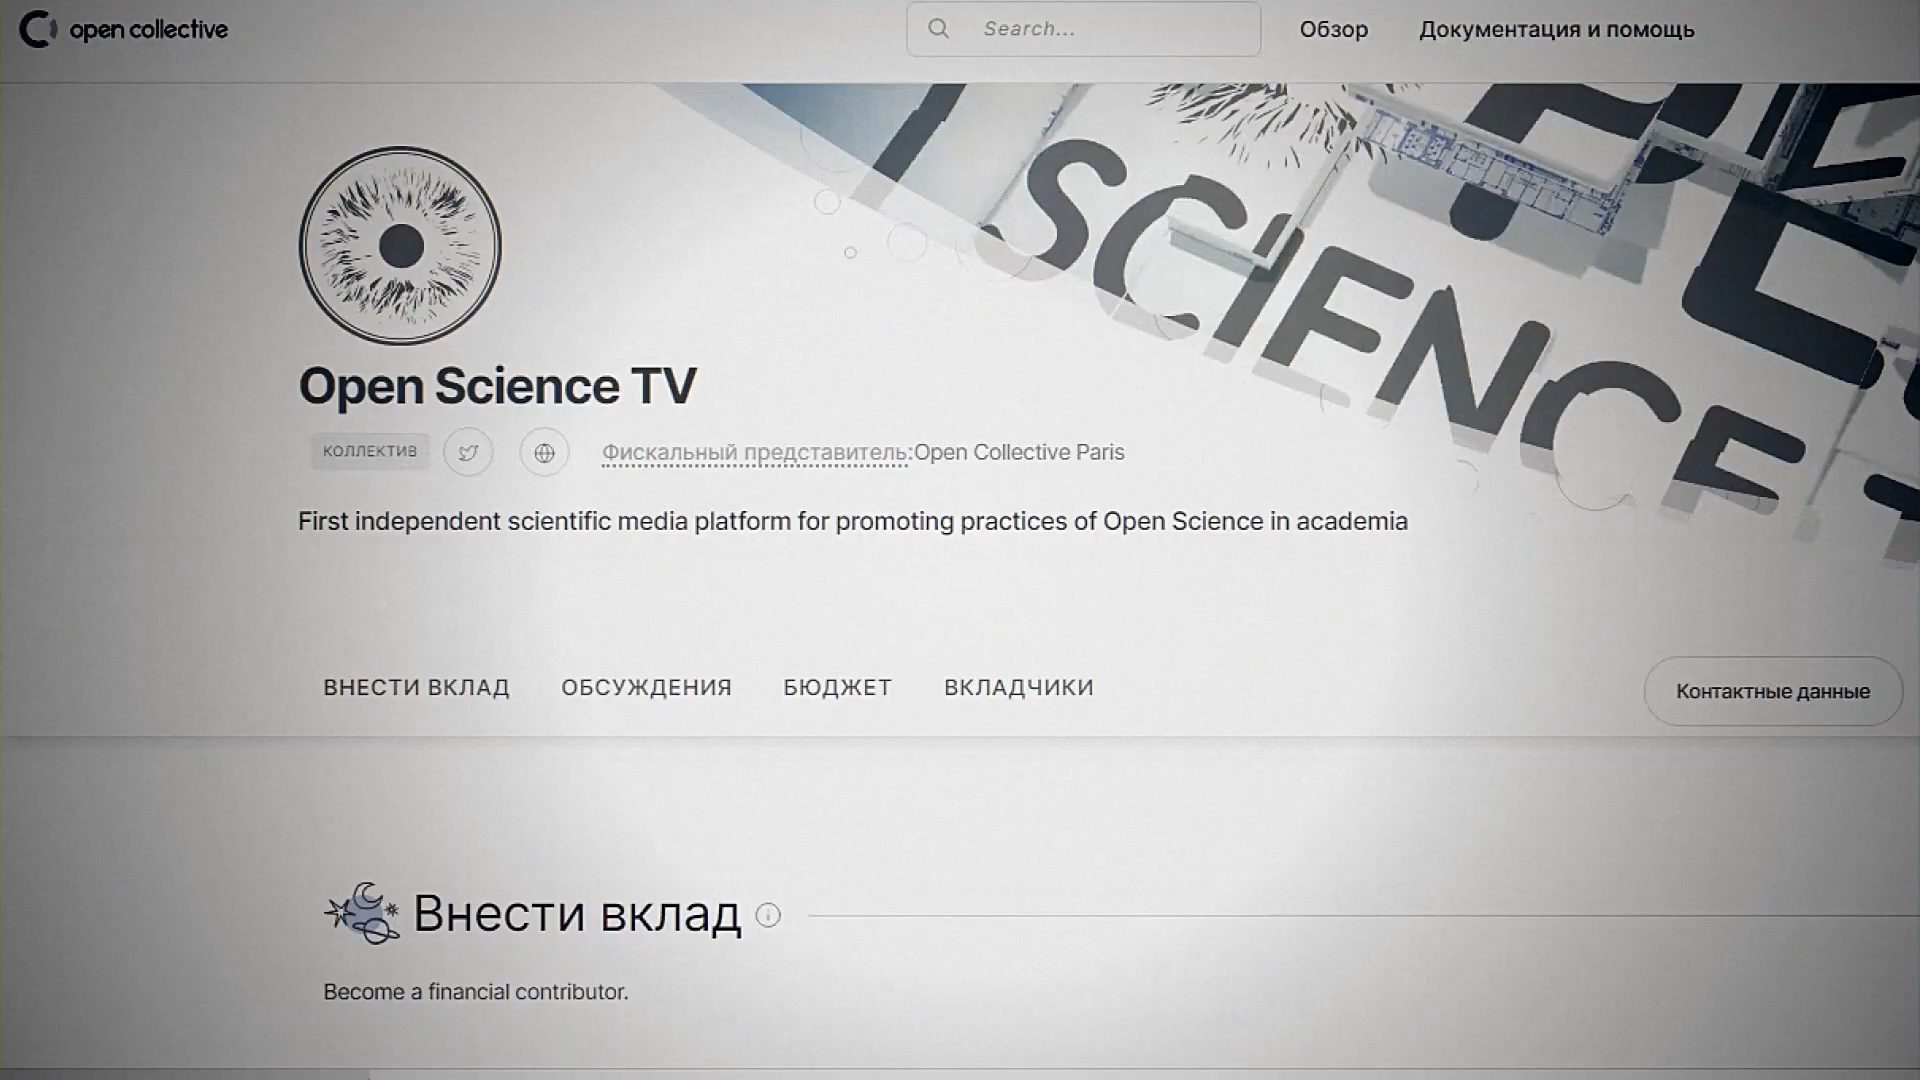 open collective
Search...
Обзор
Документация и помощь
SCIENCE
Open Science TV
КОЛЛЕКТИВ
Фискальный представитель:Open Collective Paris
First independent scientific media platform for promoting practices of Open Science in academia
ВНЕСТИ ВКЛАД
ОБСУЖДЕНИЯ
БЮДЖЕТ
ВКЛАДЧИКИ
Контактные данные
Внести вклад
Become a financial contributor.